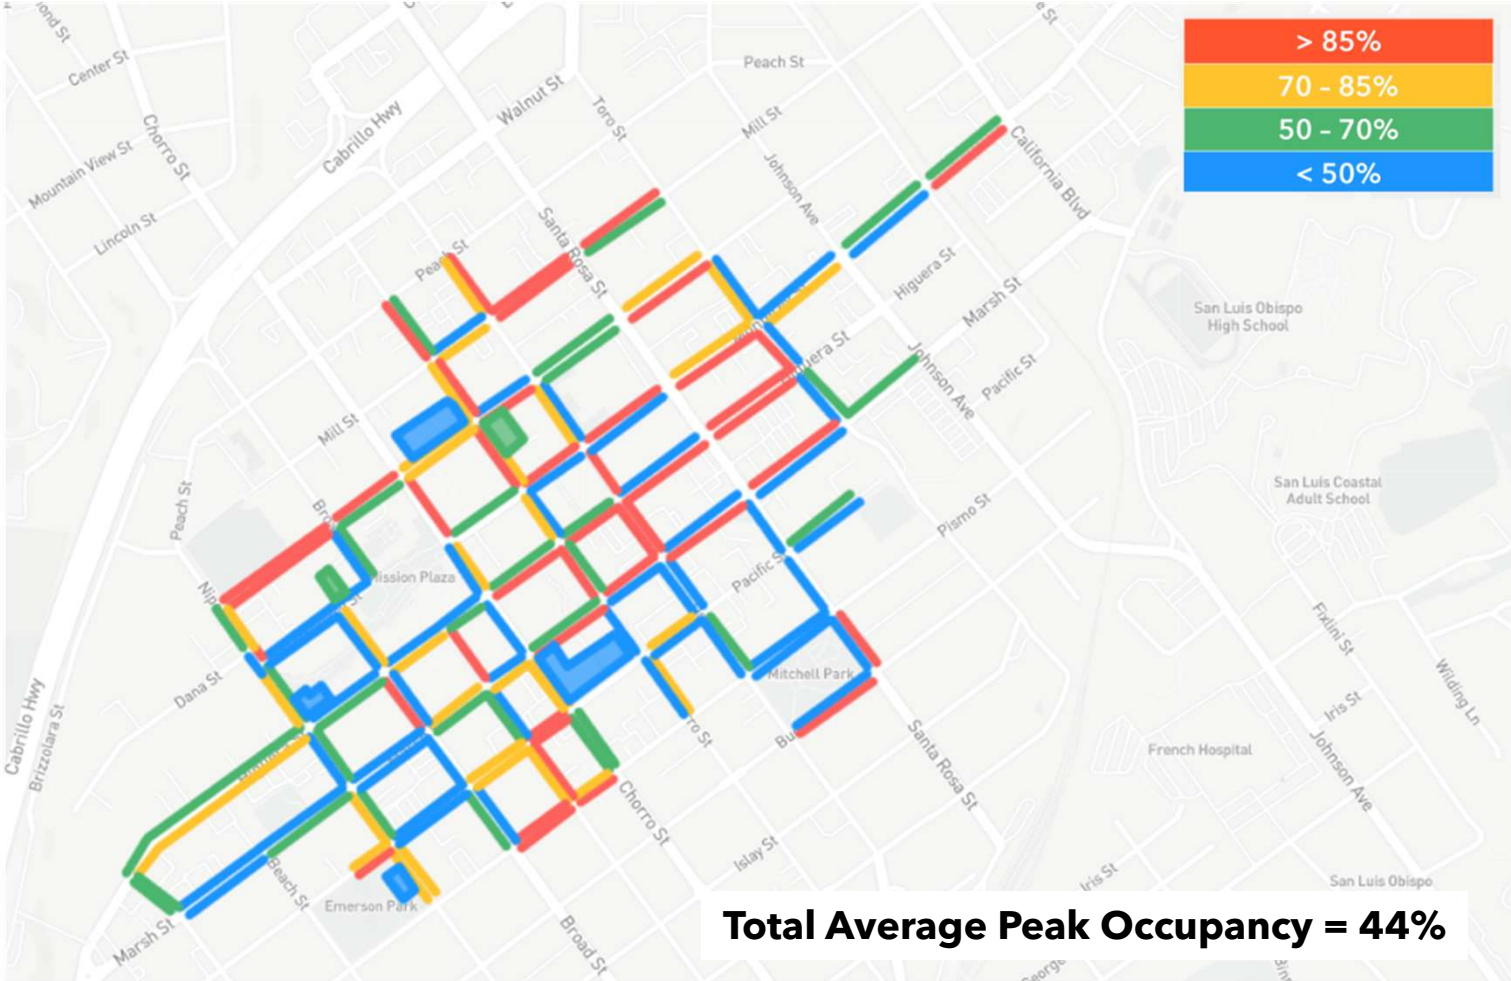 > 85%
70 - 85%
50 - 70%
< 50%
Center St
Chorro St
Mountain View St
Lincoln St
Cabrillo Hwy
Walnut St
Toro St
Peach St
Mill St
Johnson Ave
California Blvd
Santa Rosa St
Peach St
Higuera St
Marsh St
San Luis Obispo
High School
Johnson Ave
Pacific St
Mill St
Peach St
San Luis Coastal
Adult School
Pismo St
Mission Plaza
Pacific S
Nip
Dana St
Mitchell Park
Fixlini St
Wilding Ln
Iris St
Cabrillo Hwy
Brizzolara St
ro St
Bu
Santa Rosa St
French Hospital
Johnson Ave
Chorro St
Islay St
Beach St
Emerson Park
Iris St
San Luis Obispo
Marsh St
Broad St
Total Average Peak Occupancy = 44%